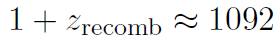 1 + z_recomb ≈ 1092